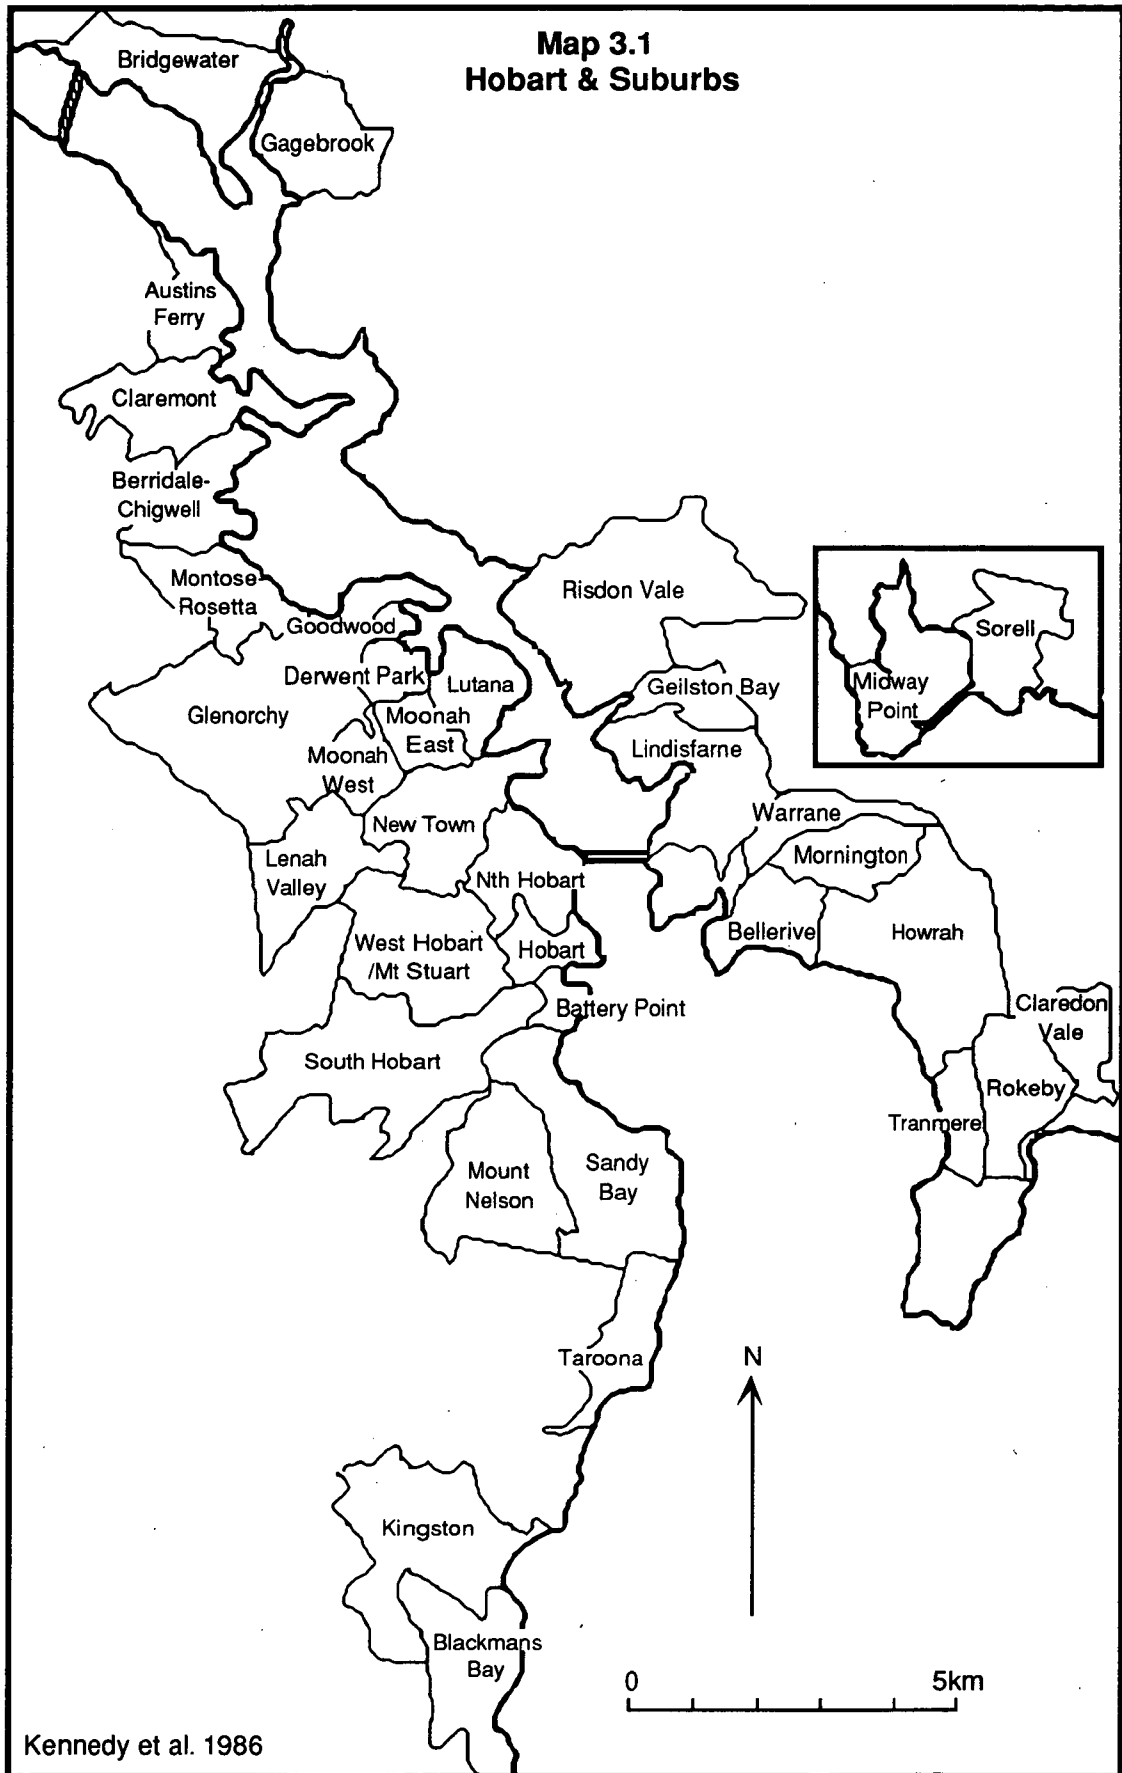 Map 3.1
Hobart & Suburbs
Bridgewater
Gagebrook
Austins
Ferry
Claremont
Berridale-
Chigwell
Montose-
Rosetta
Goodwood
Risdon Vale
Sorell
Midway
Point
Derwent Park
Lutana
Geilston Bay
Glenorchy
Moonah
East
Lindisfarne
Moonah
West
New Town
Warrane
Mornington
Lenah
Valley
Nth Hobart
West Hobart
/Mt Stuart
Hobart
Bellerive
Howrah
Battery Point
Claredon
Vale
South Hobart
Rokeby
Tranmere
Mount
Nelson
Sandy
Bay
Taroona
N
Kingston
Blackmans
Bay
0 5km
Kennedy et al. 1986